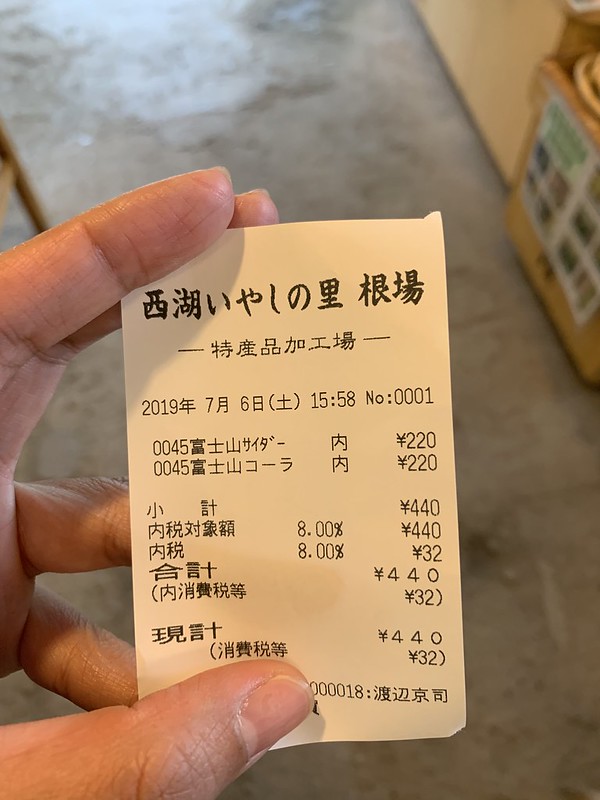 西湖いやしの里 根場
— 特産品加工場 —
2019年 7月 6日(土) 15:58 No:0001
0045富士山サイダー 内 ¥220
0045富士山コーラ 内 ¥220
小 計 ¥440
内税対象額 8.00% ¥440
内税 8.00% ¥32
合計 ¥440
(内消費税等 ¥32)
現計 ¥440
(消費税等 ¥32)
000018:渡辺京司